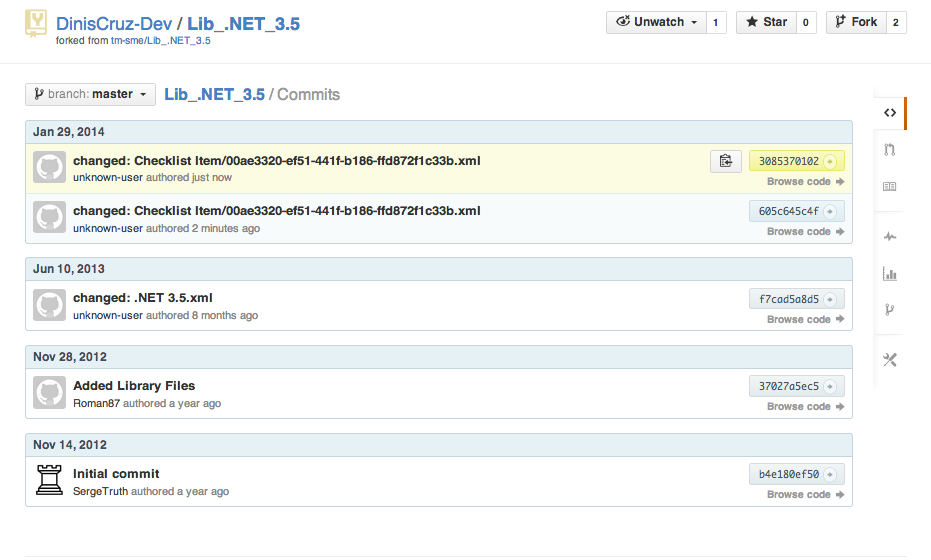 DinisCruz-Dev / Lib_.NET_3.5
forked from tm-sme/Lib_.NET_3.5
Unwatch 1
Star 0
Fork 2
branch: master
Lib_.NET_3.5 / Commits
Jan 29, 2014
changed: Checklist Item/00ae3320-ef51-441f-b186-ffd872f1c33b.xml
3085370102
unknown-user authored just now
Browse code
changed: Checklist Item/00ae3320-ef51-441f-b186-ffd872f1c33b.xml
605c645c4f
unknown-user authored 2 minutes ago
Browse code
Jun 10, 2013
changed: .NET 3.5.xml
f7cad5a8d5
unknown-user authored 8 months ago
Browse code
Nov 28, 2012
Added Library Files
37027a5ec5
Roman87 authored a year ago
Browse code
Nov 14, 2012
Initial commit
b4e180ef50
SergeTruth authored a year ago
Browse code